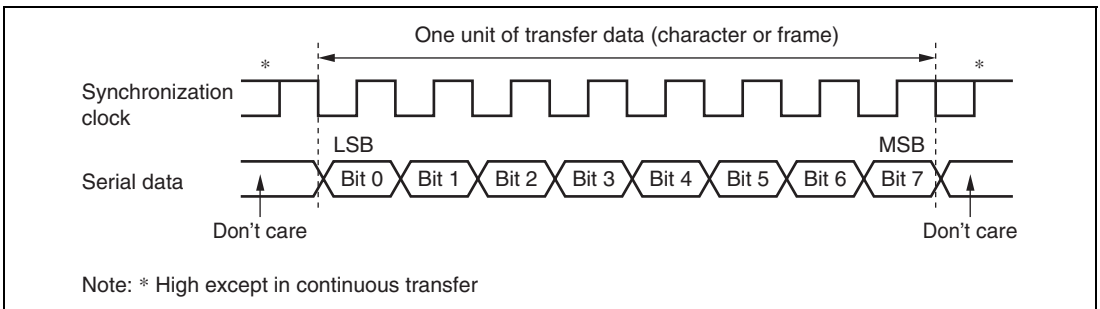 One unit of transfer data (character or frame)
* *
Synchronization
clock
LSB MSB
Serial data Bit 0 Bit 1 Bit 2 Bit 3 Bit 4 Bit 5 Bit 6 Bit 7
Don't care Don't care
Note: * High except in continuous transfer